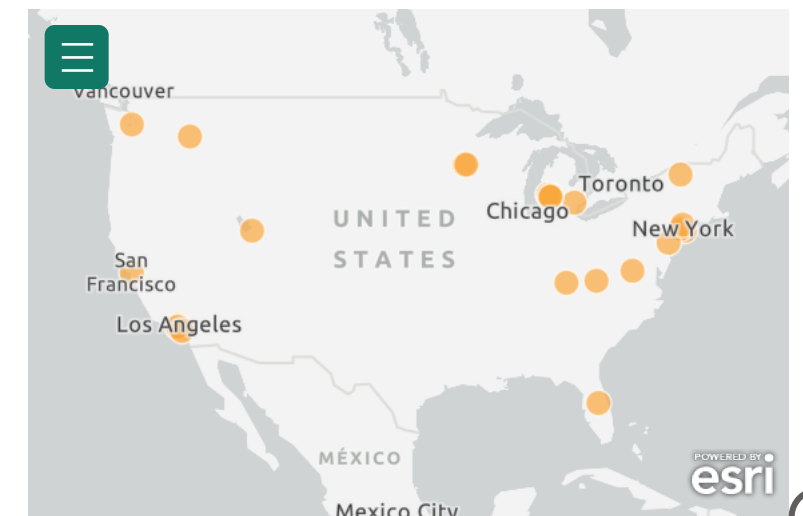 Vancouver
Toronto
Chicago
UNITED
New York
STATES
San
Francisco
Los Angeles
MÉXICO
POWERED BY
esri
Mexico City